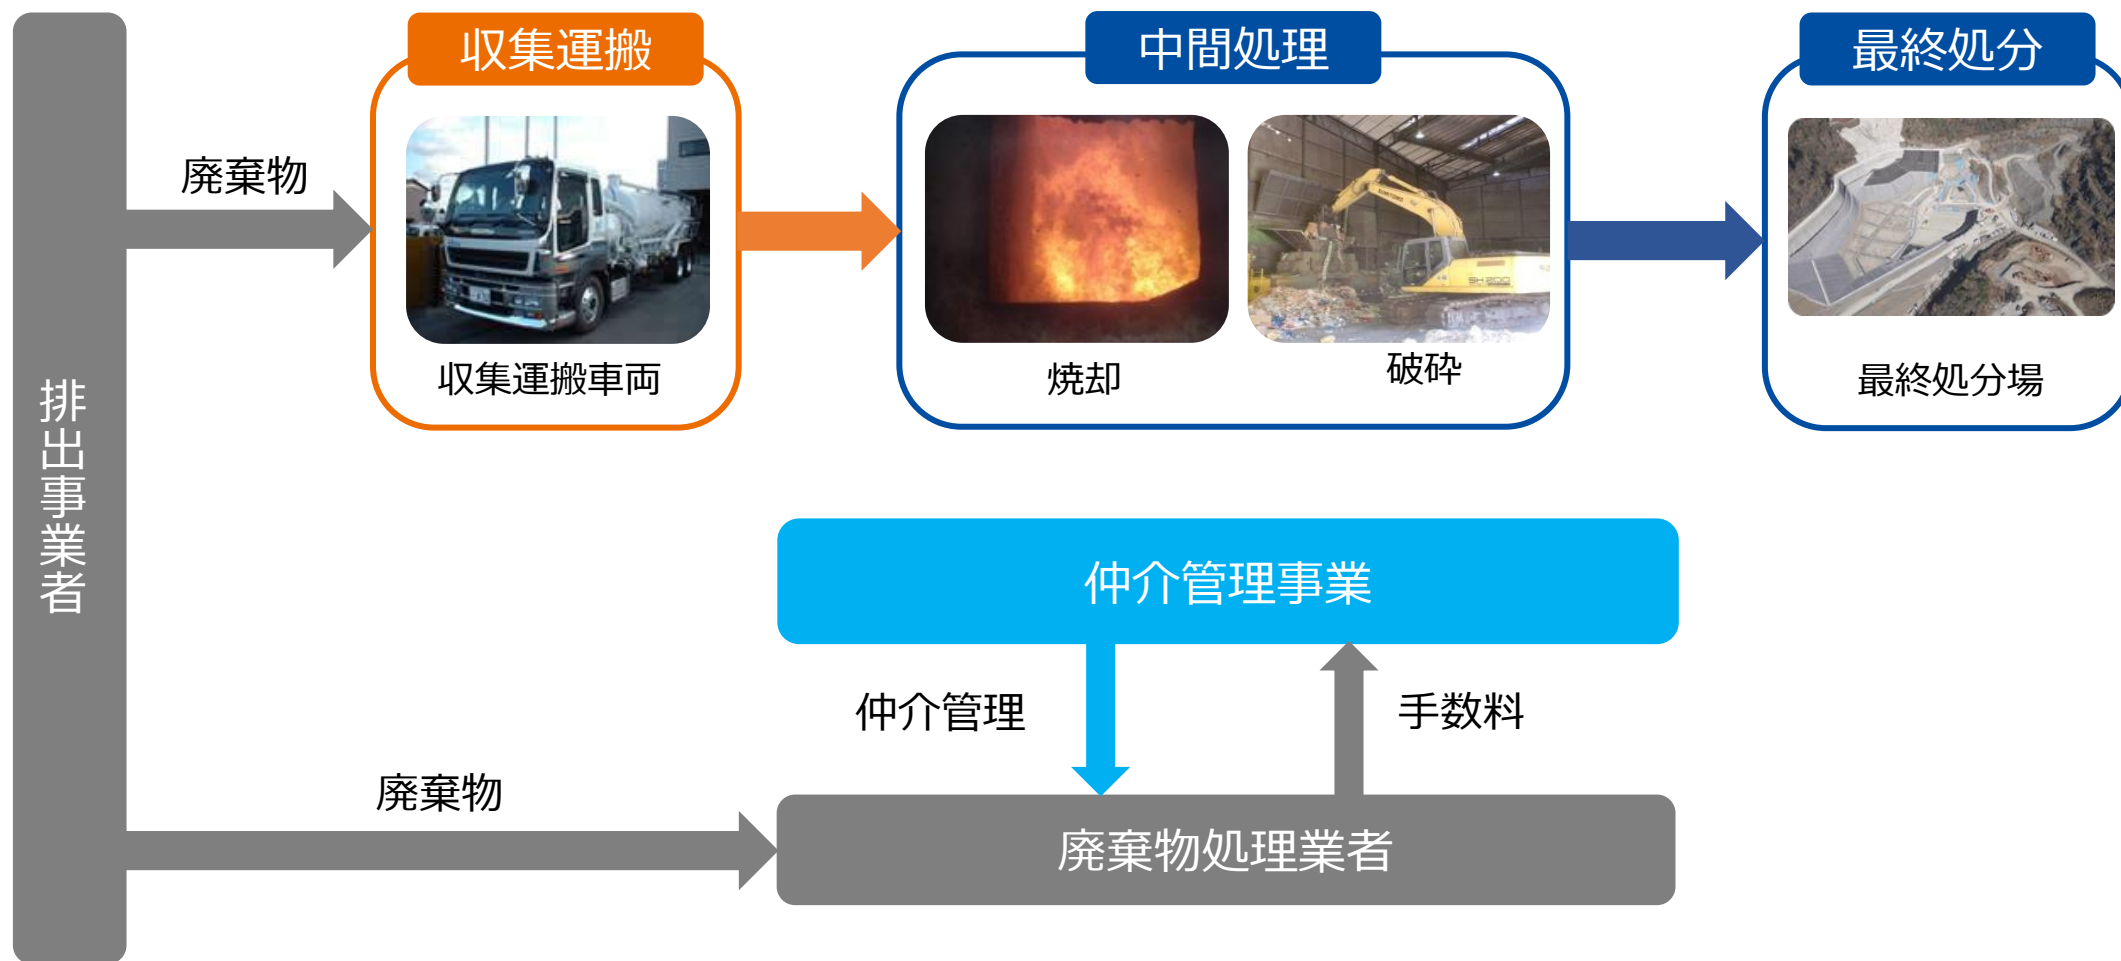 収集運搬
中間処理
最終処分
廃棄物
収集運搬車両
焼却
破砕
最終処分場
排出事業者
仲介管理事業
仲介管理
手数料
廃棄物
廃棄物処理業者
SH200